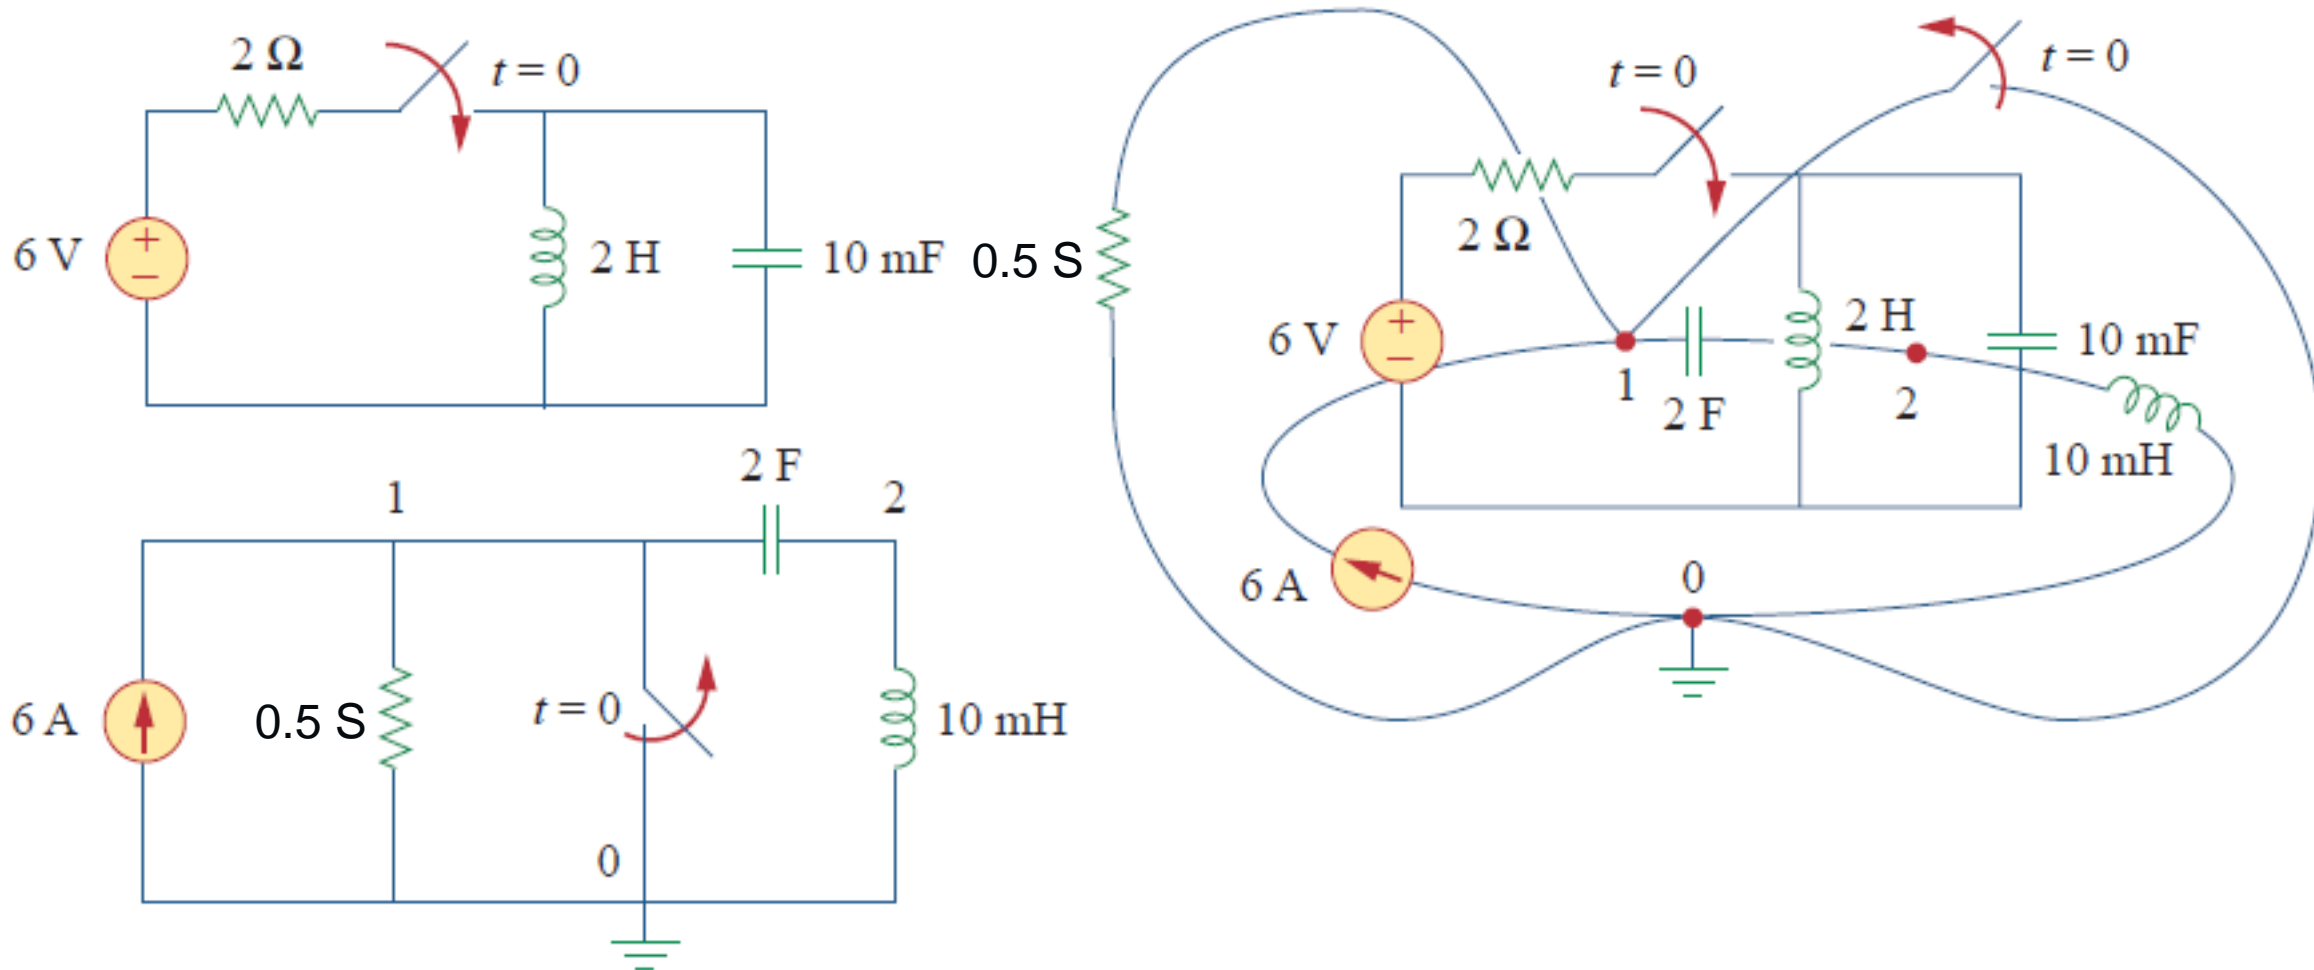 2 Ω
t = 0
6 V
+
−
2 H
10 mF
2 F
1
2
6 A
0.5 S
t = 0
10 mH
0
t = 0
t = 0
0.5 S
2 Ω
6 V
+
−
2 H
10 mF
1
2 F
2
10 mH
6 A
0